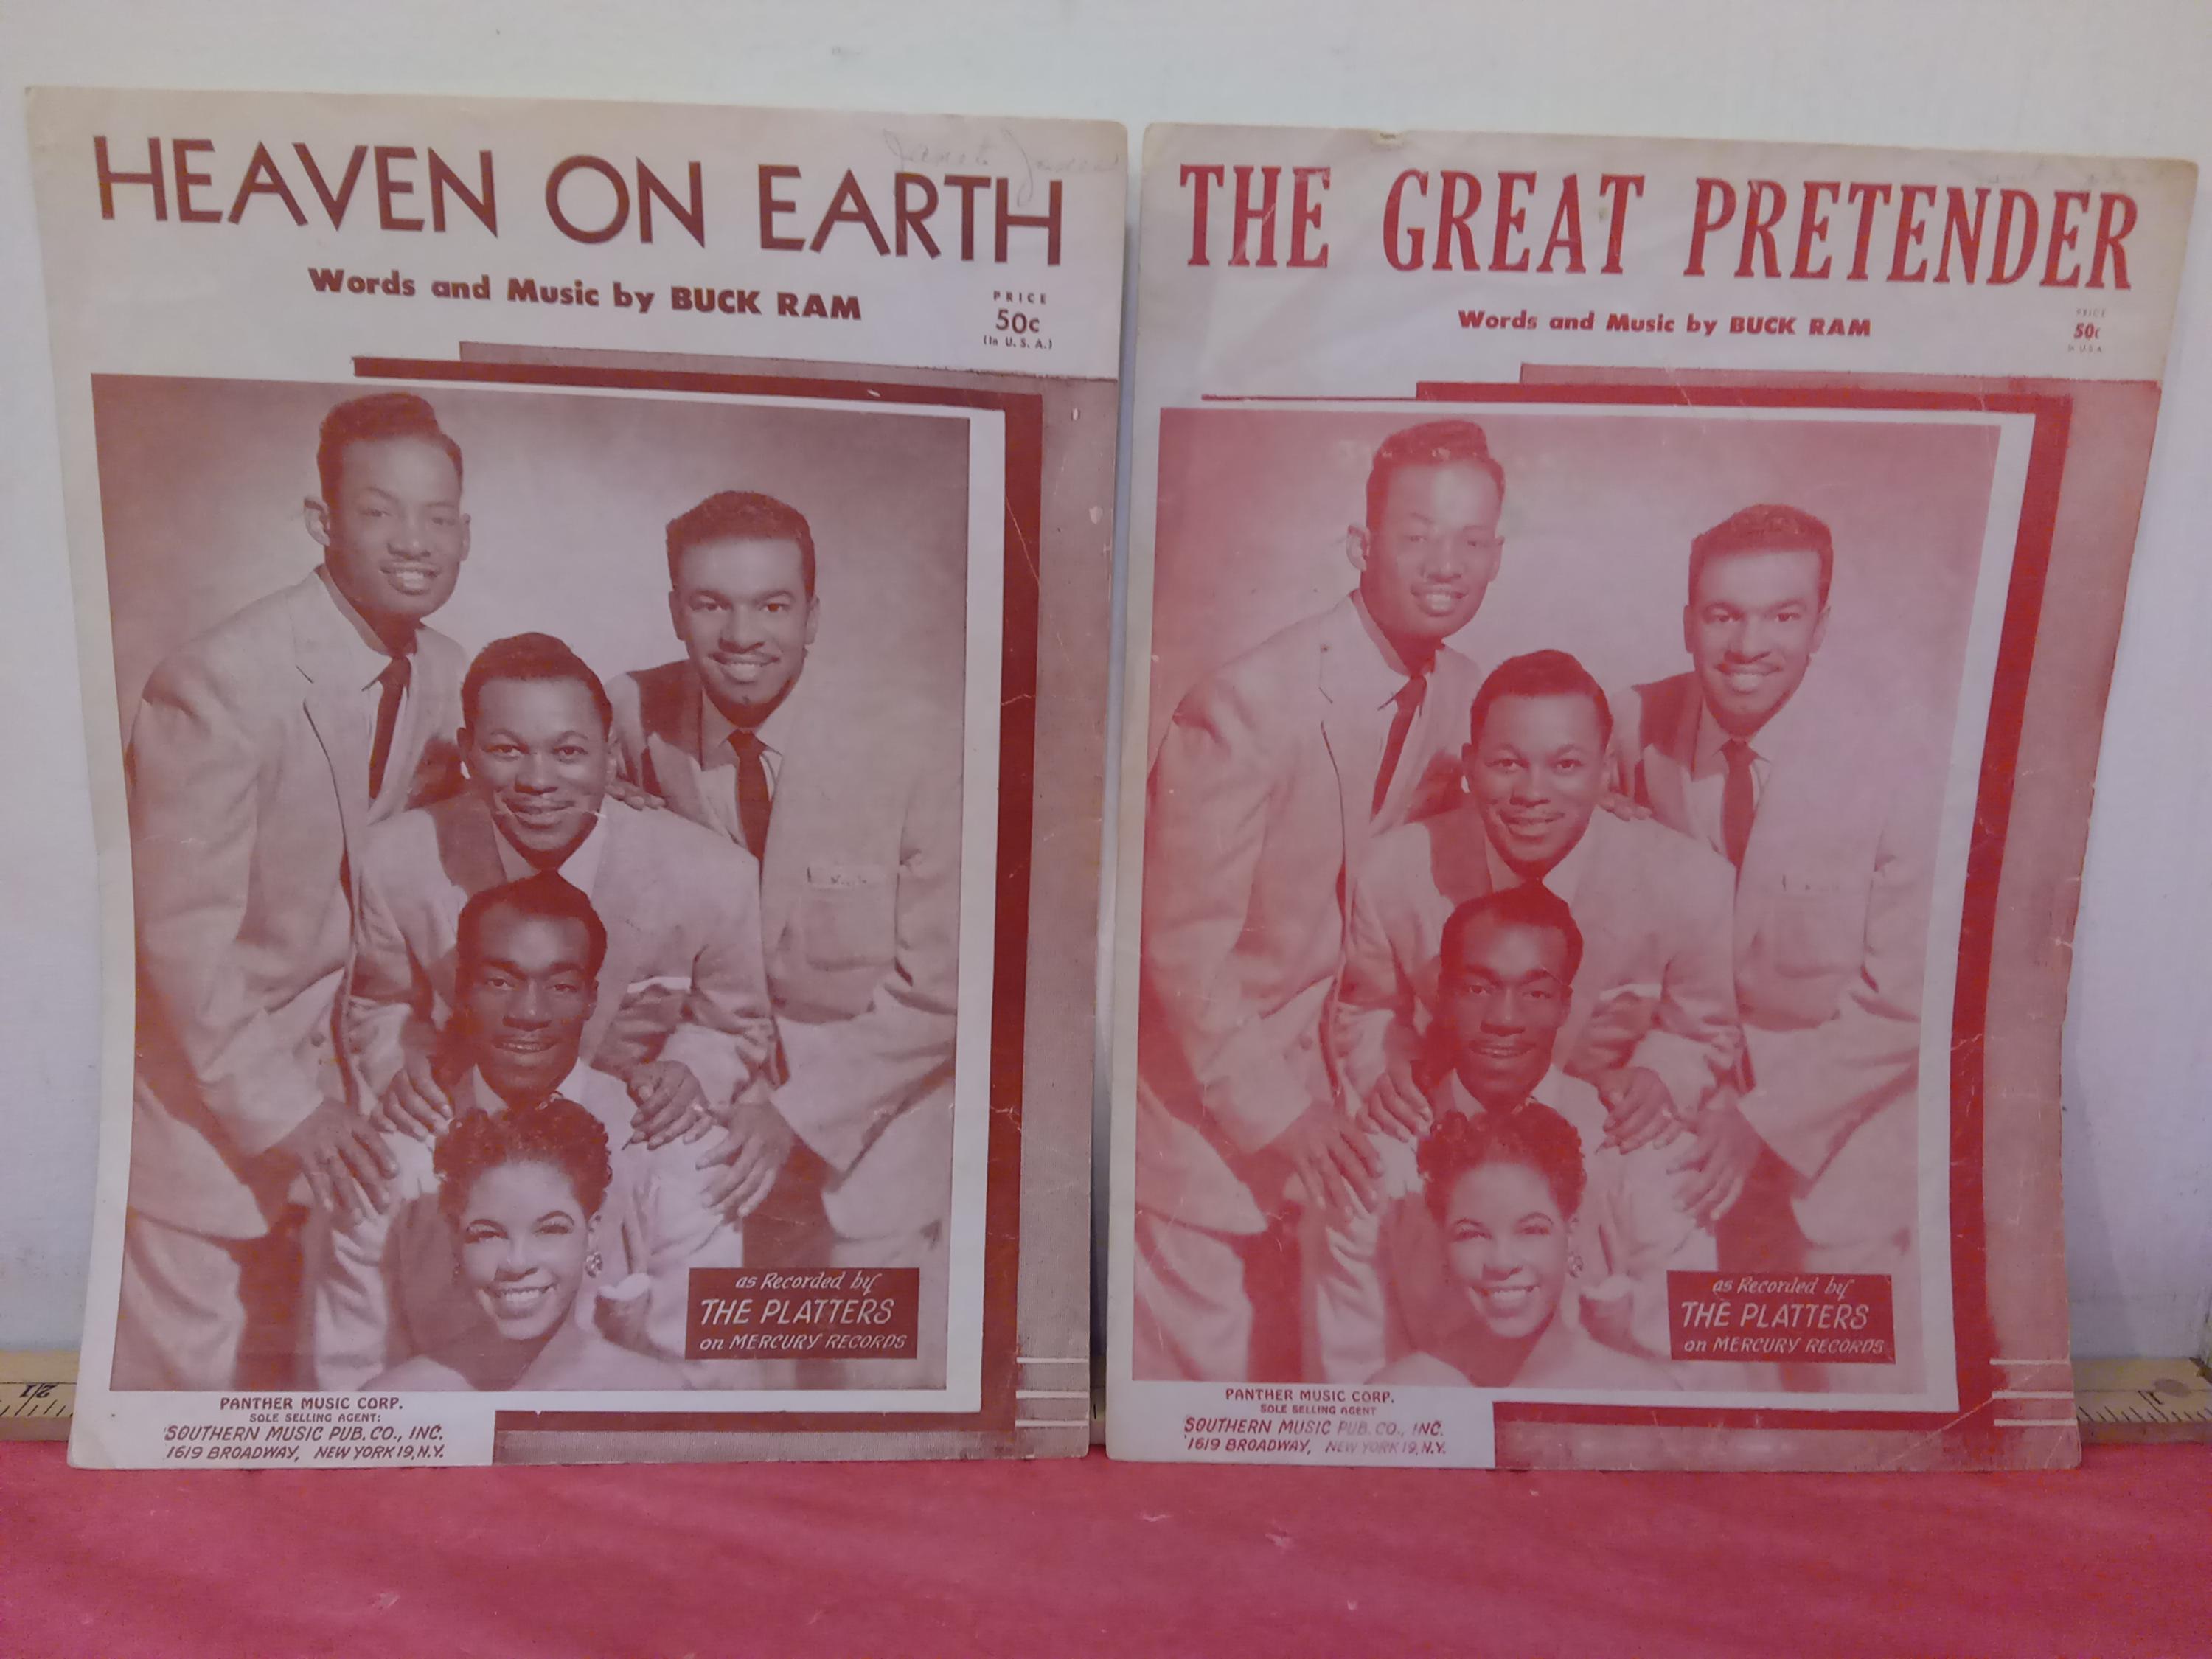 HEAVEN ON EARTH
Words and Music by BUCK RAM
PRICE
50c
(In U. S. A.)
as Recorded by
THE PLATTERS
on MERCURY RECORDS
PANTHER MUSIC CORP.
SOLE SELLING AGENT:
SOUTHERN MUSIC PUB. CO., INC.
1619 BROADWAY, NEW YORK 19, N.Y.
THE GREAT PRETENDER
Words and Music by BUCK RAM
PRICE
50c
In U.S.A.
as Recorded by
THE PLATTERS
on MERCURY RECORDS
PANTHER MUSIC CORP.
SOLE SELLING AGENT
SOUTHERN MUSIC PUB. CO., INC.
1619 BROADWAY, NEW YORK 19, N.Y.